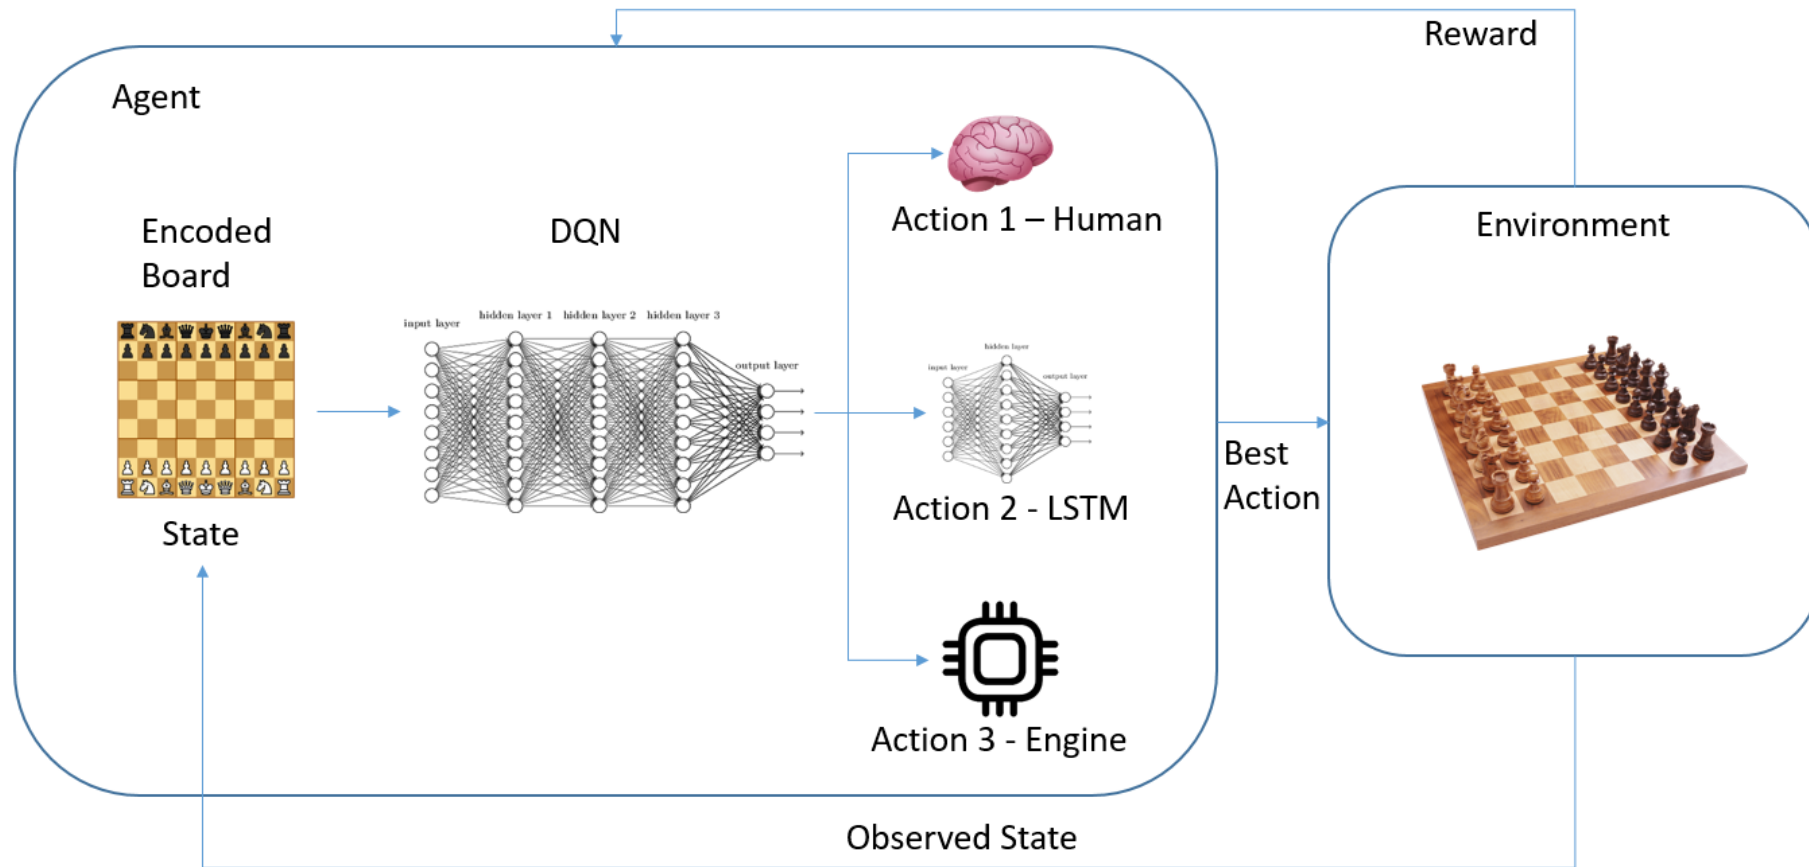 Reward
Agent
Encoded
Board
DQN
Action 1 – Human
Environment
input layer
hidden layer 1
hidden layer 2
hidden layer 3
output layer
hidden layer
input layer
output layer
Best
Action
Action 2 - LSTM
State
Action 3 - Engine
Observed State